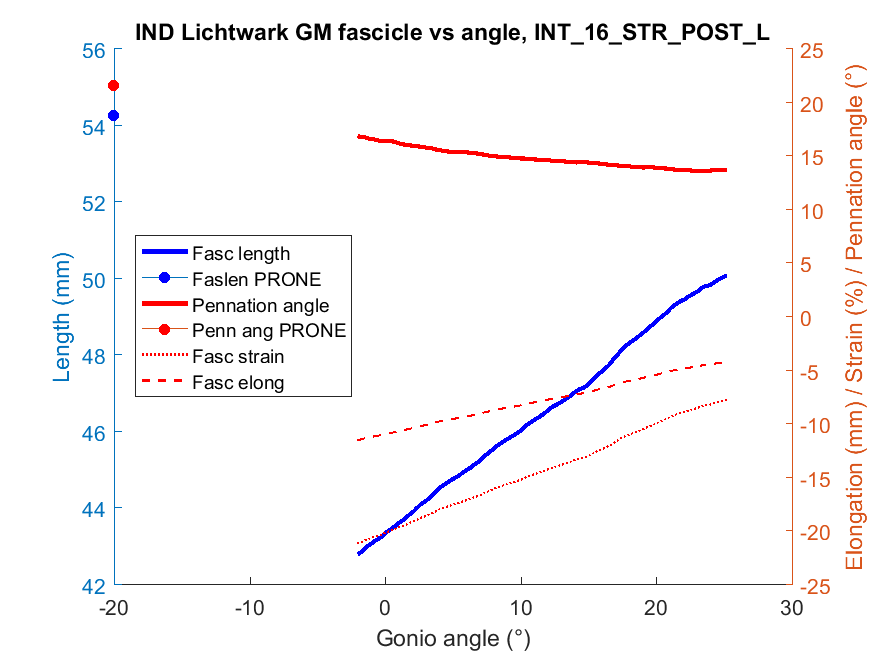 IND Lichtwark GM fascicle vs angle, INT_16_STR_POST_L
56
54
52
50
48
46
44
42
Length (mm)
25
20
15
10
5
0
-5
-10
-15
-20
-25
Elongation (mm) / Strain (%) / Pennation angle (°)
Fasc length
Faslen PRONE
Pennation angle
Penn ang PRONE
Fasc strain
Fasc elong
-20
-10
0
10
20
30
Gonio angle (°)